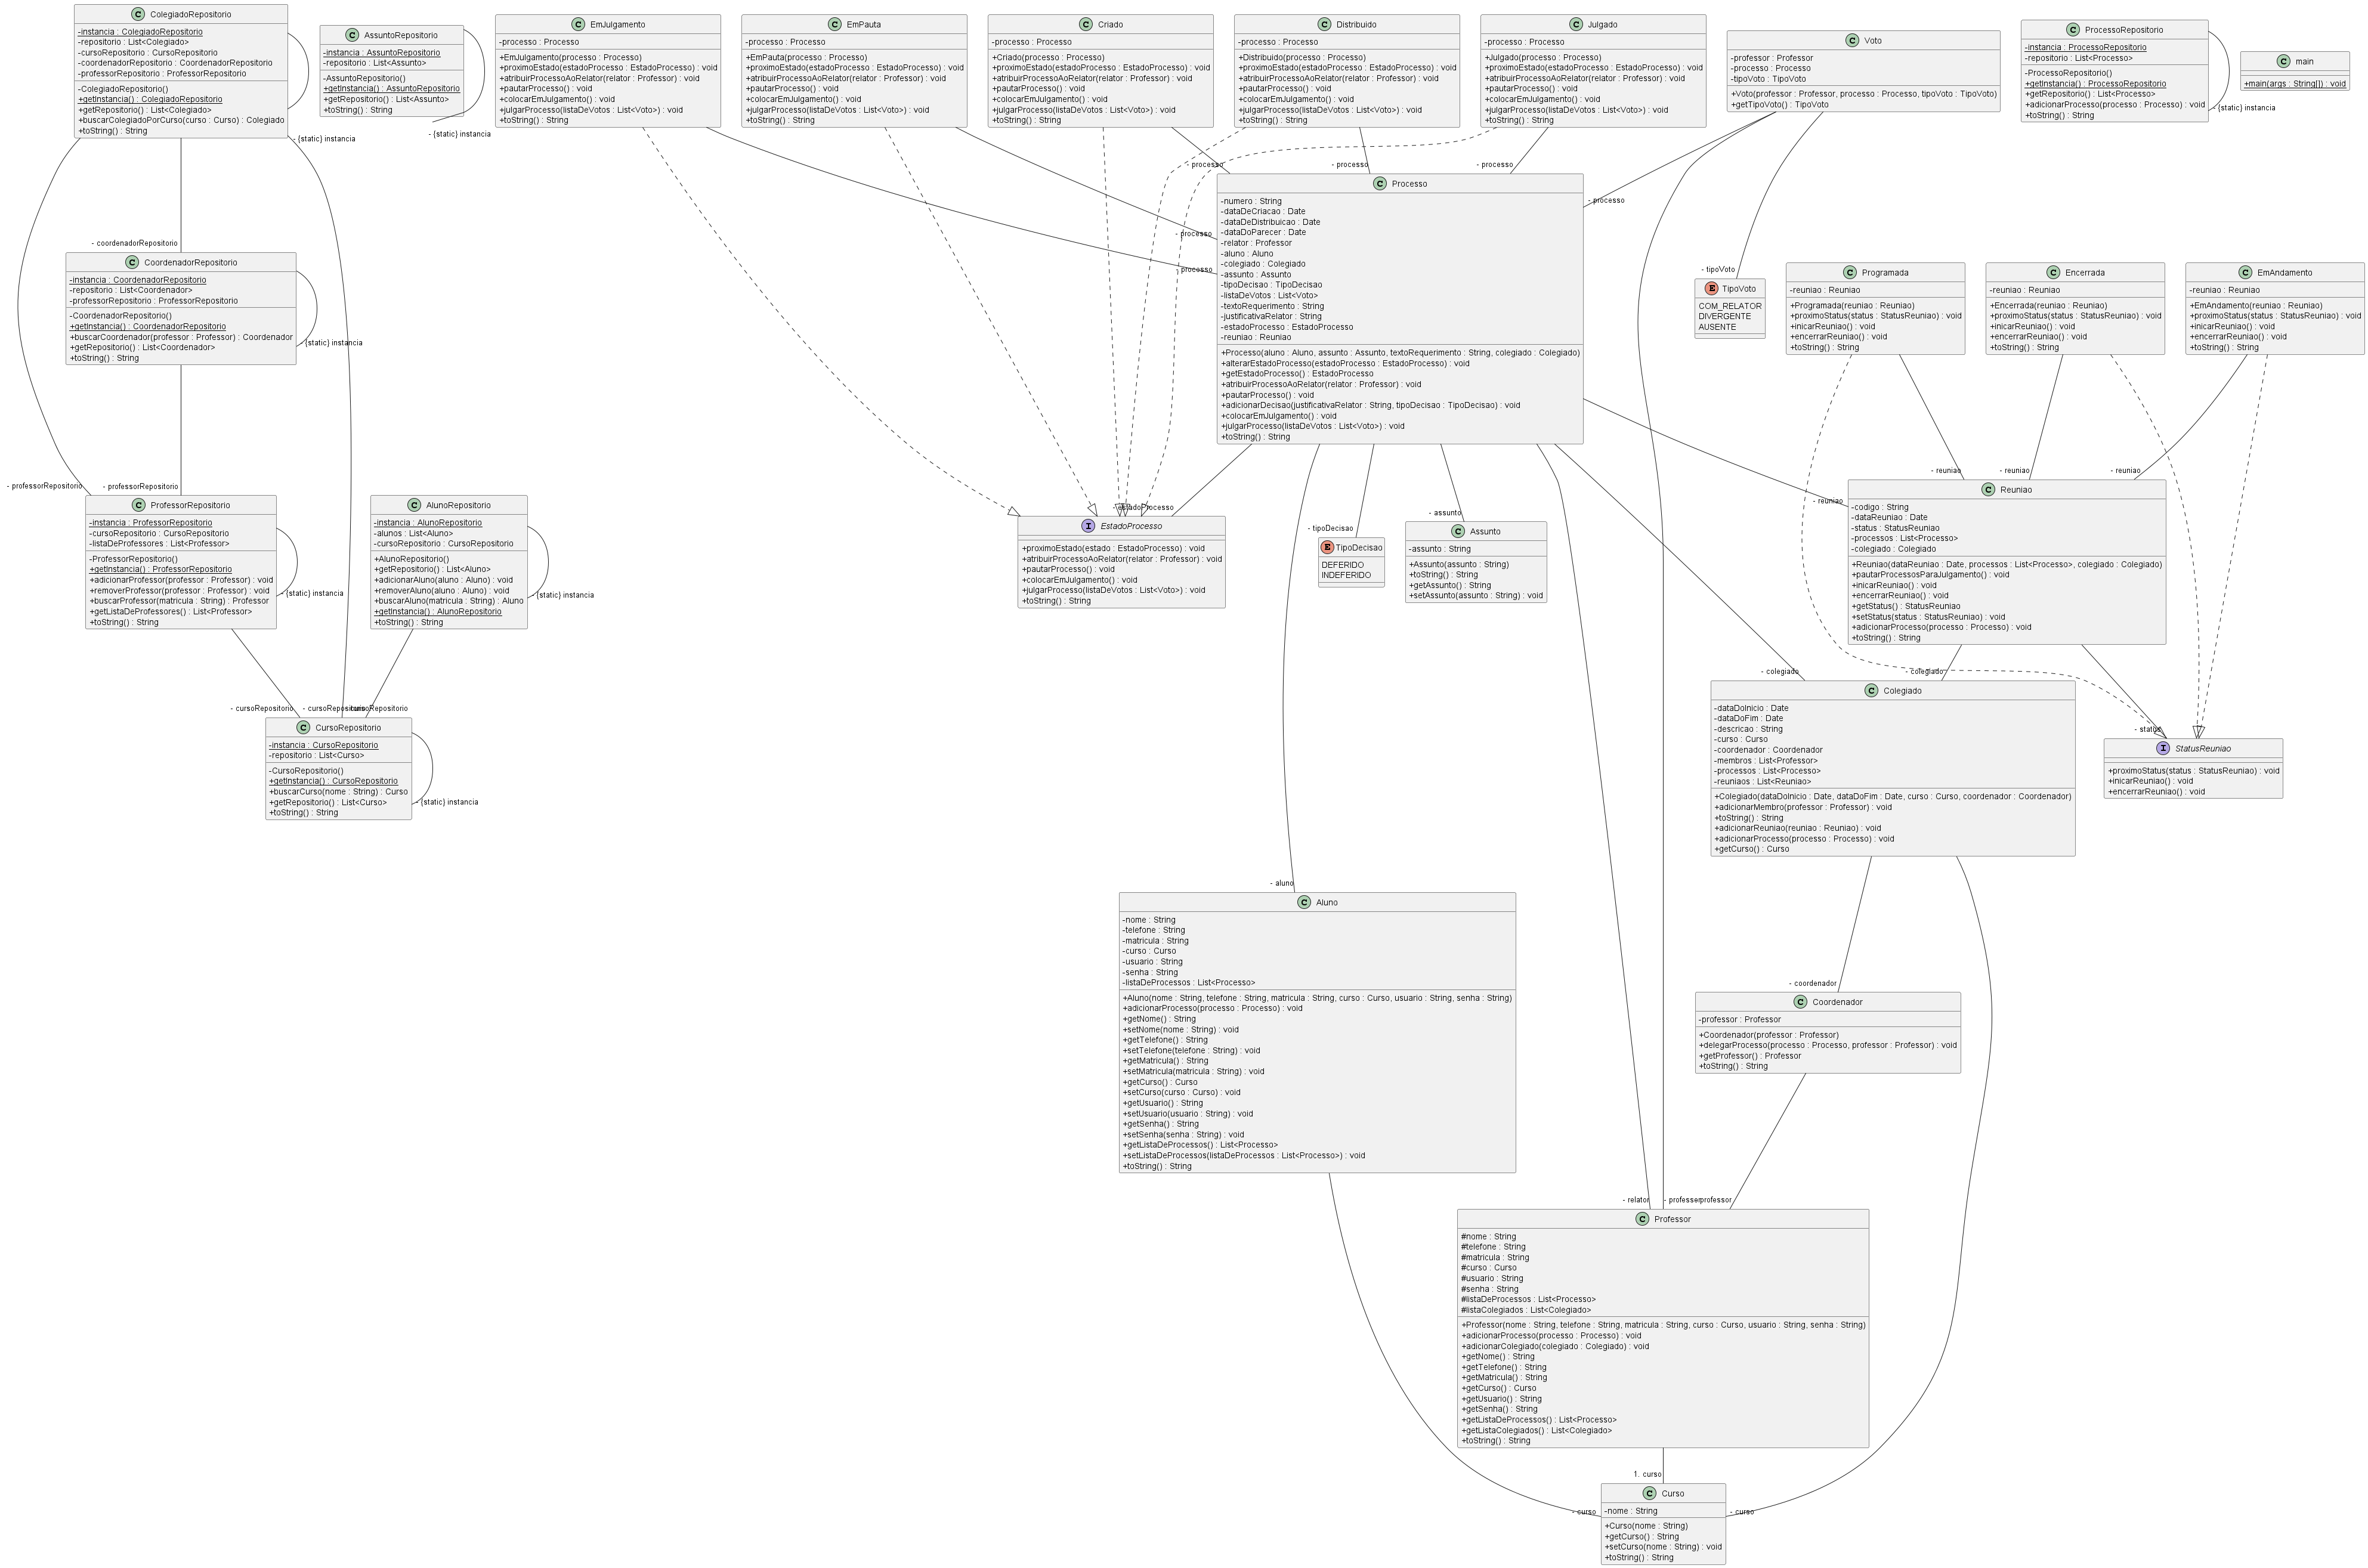 C ColegiadoRepositorio
-instancia : ColegiadoRepositorio
-repositorio : List<Colegiado>
-cursoRepositorio : CursoRepositorio
-coordenadorRepositorio : CoordenadorRepositorio
-professorRepositorio : ProfessorRepositorio
-ColegiadoRepositorio()
+getInstancia() : ColegiadoRepositorio
+getRepositorio() : List<Colegiado>
+buscarColegiadoPorCurso(curso : Curso) : Colegiado
+toString() : String
- {static} instancia
C AssuntoRepositorio
-instancia : AssuntoRepositorio
-repositorio : List<Assunto>
-AssuntoRepositorio()
+getInstancia() : AssuntoRepositorio
+getRepositorio() : List<Assunto>
+toString() : String
- {static} instancia
C EmJulgamento
-processo : Processo
+EmJulgamento(processo : Processo)
+proximoEstado(estadoProcesso : EstadoProcesso) : void
+atribuirProcessoAoRelator(relator : Professor) : void
+pautarProcesso() : void
+colocarEmJulgamento() : void
+julgarProcesso(listaDeVotos : List<Voto>) : void
+toString() : String
C EmPauta
-processo : Processo
+EmPauta(processo : Processo)
+proximoEstado(estadoProcesso : EstadoProcesso) : void
+atribuirProcessoAoRelator(relator : Professor) : void
+pautarProcesso() : void
+colocarEmJulgamento() : void
+julgarProcesso(listaDeVotos : List<Voto>) : void
+toString() : String
C Criado
-processo : Processo
+Criado(processo : Processo)
+proximoEstado(estadoProcesso : EstadoProcesso) : void
+atribuirProcessoAoRelator(relator : Professor) : void
+pautarProcesso() : void
+colocarEmJulgamento() : void
+julgarProcesso(listaDeVotos : List<Voto>) : void
+toString() : String
C Distribuido
-processo : Processo
+Distribuido(processo : Processo)
+proximoEstado(estadoProcesso : EstadoProcesso) : void
+atribuirProcessoAoRelator(relator : Professor) : void
+pautarProcesso() : void
+colocarEmJulgamento() : void
+julgarProcesso(listaDeVotos : List<Voto>) : void
+toString() : String
C Julgado
-processo : Processo
+Julgado(processo : Processo)
+proximoEstado(estadoProcesso : EstadoProcesso) : void
+atribuirProcessoAoRelator(relator : Professor) : void
+pautarProcesso() : void
+colocarEmJulgamento() : void
+julgarProcesso(listaDeVotos : List<Voto>) : void
+toString() : String
C Voto
-professor : Professor
-processo : Processo
-tipoVoto : TipoVoto
+Voto(professor : Professor, processo : Processo, tipoVoto : TipoVoto)
+getTipoVoto() : TipoVoto
C ProcessoRepositorio
-instancia : ProcessoRepositorio
-repositorio : List<Processo>
-ProcessoRepositorio()
+getInstancia() : ProcessoRepositorio
+getRepositorio() : List<Processo>
+adicionarProcesso(processo : Processo) : void
+toString() : String
- {static} instancia
C main
+main(args : String[]) : void
- processo
- processo
- processo
- processo
- processo
- processo
C Processo
-numero : String
-dataDeCriacao : Date
-dataDeDistribuicao : Date
-dataDoParecer : Date
-relator : Professor
-aluno : Aluno
-colegiado : Colegiado
-assunto : Assunto
-tipoDecisao : TipoDecisao
-listaDeVotos : List<Voto>
-textoRequerimento : String
-justificativaRelator : String
-estadoProcesso : EstadoProcesso
-reuniao : Reuniao
+Processo(aluno : Aluno, assunto : Assunto, textoRequerimento : String, colegiado : Colegiado)
+alterarEstadoProcesso(estadoProcesso : EstadoProcesso) : void
+getEstadoProcesso() : EstadoProcesso
+atribuirProcessoAoRelator(relator : Professor) : void
+pautarProcesso() : void
+adicionarDecisao(justificativaRelator : String, tipoDecisao : TipoDecisao) : void
+colocarEmJulgamento() : void
+julgarProcesso(listaDeVotos : List<Voto>) : void
+toString() : String
- coordenadorRepositorio
C CoordenadorRepositorio
-instancia : CoordenadorRepositorio
-repositorio : List<Coordenador>
-professorRepositorio : ProfessorRepositorio
-CoordenadorRepositorio()
+getInstancia() : CoordenadorRepositorio
+buscarCoordenador(professor : Professor) : Coordenador
+getRepositorio() : List<Coordenador>
+toString() : String
- {static} instancia
- tipoVoto
E TipoVoto
COM_RELATOR
DIVERGENTE
AUSENTE
C Programada
-reuniao : Reuniao
+Programada(reuniao : Reuniao)
+proximoStatus(status : StatusReuniao) : void
+inicarReuniao() : void
+encerrarReuniao() : void
+toString() : String
C Encerrada
-reuniao : Reuniao
+Encerrada(reuniao : Reuniao)
+proximoStatus(status : StatusReuniao) : void
+inicarReuniao() : void
+encerrarReuniao() : void
+toString() : String
C EmAndamento
-reuniao : Reuniao
+EmAndamento(reuniao : Reuniao)
+proximoStatus(status : StatusReuniao) : void
+inicarReuniao() : void
+encerrarReuniao() : void
+toString() : String
- professorRepositorio
- professorRepositorio
C ProfessorRepositorio
-instancia : ProfessorRepositorio
-cursoRepositorio : CursoRepositorio
-listaDeProfessores : List<Professor>
-ProfessorRepositorio()
+getInstancia() : ProfessorRepositorio
+adicionarProfessor(professor : Professor) : void
+removerProfessor(professor : Professor) : void
+buscarProfessor(matricula : String) : Professor
+getListaDeProfessores() : List<Professor>
+toString() : String
- {static} instancia
C AlunoRepositorio
-instancia : AlunoRepositorio
-alunos : List<Aluno>
-cursoRepositorio : CursoRepositorio
+AlunoRepositorio()
+getRepositorio() : List<Aluno>
+adicionarAluno(aluno : Aluno) : void
+removerAluno(aluno : Aluno) : void
+buscarAluno(matricula : String) : Aluno
+getInstancia() : AlunoRepositorio
+toString() : String
- {static} instancia
- estadoProcesso
I EstadoProcesso
+proximoEstado(estado : EstadoProcesso) : void
+atribuirProcessoAoRelator(relator : Professor) : void
+pautarProcesso() : void
+colocarEmJulgamento() : void
+julgarProcesso(listaDeVotos : List<Voto>) : void
+toString() : String
- tipoDecisao
E TipoDecisao
DEFERIDO
INDEFERIDO
- assunto
C Assunto
-assunto : String
+Assunto(assunto : String)
+toString() : String
+getAssunto() : String
+setAssunto(assunto : String) : void
- reuniao
- reuniao
- reuniao
- reuniao
C Reuniao
-codigo : String
-dataReuniao : Date
-status : StatusReuniao
-processos : List<Processo>
-colegiado : Colegiado
+Reuniao(dataReuniao : Date, processos : List<Processo>, colegiado : Colegiado)
+pautarProcessosParaJulgamento() : void
+inicarReuniao() : void
+encerrarReuniao() : void
+getStatus() : StatusReuniao
+setStatus(status : StatusReuniao) : void
+adicionarProcesso(processo : Processo) : void
+toString() : String
- cursoRepositorio
- cursoRepositorio
- cursoRepositorio
C CursoRepositorio
-instancia : CursoRepositorio
-repositorio : List<Curso>
-CursoRepositorio()
+getInstancia() : CursoRepositorio
+buscarCurso(nome : String) : Curso
+getRepositorio() : List<Curso>
+toString() : String
- {static} instancia
- colegiado
- colegiado
C Colegiado
-dataDoInicio : Date
-dataDoFim : Date
-descricao : String
-curso : Curso
-coordenador : Coordenador
-membros : List<Professor>
-processos : List<Processo>
-reuniaos : List<Reuniao>
+Colegiado(dataDoInicio : Date, dataDoFim : Date, curso : Curso, coordenador : Coordenador)
+adicionarMembro(professor : Professor) : void
+toString() : String
+adicionarReuniao(reuniao : Reuniao) : void
+adicionarProcesso(processo : Processo) : void
+getCurso() : Curso
- status
I StatusReuniao
+proximoStatus(status : StatusReuniao) : void
+inicarReuniao() : void
+encerrarReuniao() : void
- aluno
C Aluno
-nome : String
-telefone : String
-matricula : String
-curso : Curso
-usuario : String
-senha : String
-listaDeProcessos : List<Processo>
+Aluno(nome : String, telefone : String, matricula : String, curso : Curso, usuario : String, senha : String)
+adicionarProcesso(processo : Processo) : void
+getNome() : String
+setNome(nome : String) : void
+getTelefone() : String
+setTelefone(telefone : String) : void
+getMatricula() : String
+setMatricula(matricula : String) : void
+getCurso() : Curso
+setCurso(curso : Curso) : void
+getUsuario() : String
+setUsuario(usuario : String) : void
+getSenha() : String
+setSenha(senha : String) : void
+getListaDeProcessos() : List<Processo>
+setListaDeProcessos(listaDeProcessos : List<Processo>) : void
+toString() : String
- coordenador
C Coordenador
-professor : Professor
+Coordenador(professor : Professor)
+delegarProcesso(processo : Processo, professor : Professor) : void
+getProfessor() : Professor
+toString() : String
- relator
- professor
professor
C Professor
#nome : String
#telefone : String
#matricula : String
#curso : Curso
#usuario : String
#senha : String
#listaDeProcessos : List<Processo>
#listaColegiados : List<Colegiado>
+Professor(nome : String, telefone : String, matricula : String, curso : Curso, usuario : String, senha : String)
+adicionarProcesso(processo : Processo) : void
+adicionarColegiado(colegiado : Colegiado) : void
+getNome() : String
+getTelefone() : String
+getMatricula() : String
+getCurso() : Curso
+getUsuario() : String
+getSenha() : String
+getListaDeProcessos() : List<Processo>
+getListaColegiados() : List<Colegiado>
+toString() : String
1. curso
- curso
- curso
C Curso
-nome : String
+Curso(nome : String)
+getCurso() : String
+setCurso(nome : String) : void
+toString() : String